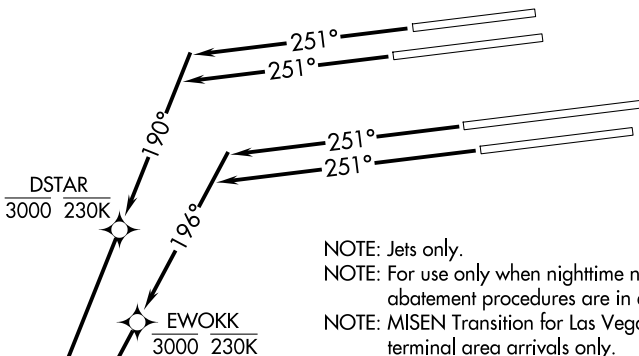 251°
251°
190°
251°
251°
DSTAR
3000 230K
196°
NOTE: Jets only.
NOTE: For use only when nighttime
abatement procedures are in
EWOKK
3000 230K
NOTE: MISEN Transition for Las
terminal area arrivals only.